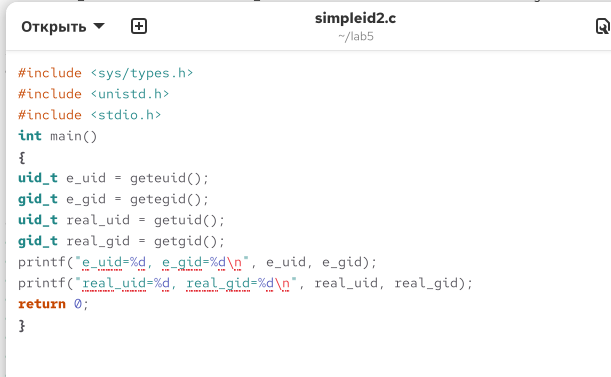 Открыть
simpleid2.c
~/lab5
#include <sys/types.h>
#include <unistd.h>
#include <stdio.h>
int main()
{
uid_t e_uid = geteuid();
gid_t e_gid = getegid();
uid_t real_uid = getuid();
gid_t real_gid = getgid();
printf("e_uid=%d, e_gid=%d\n", e_uid, e_gid);
printf("real_uid=%d, real_gid=%d\n", real_uid, real_gid);
return 0;
}